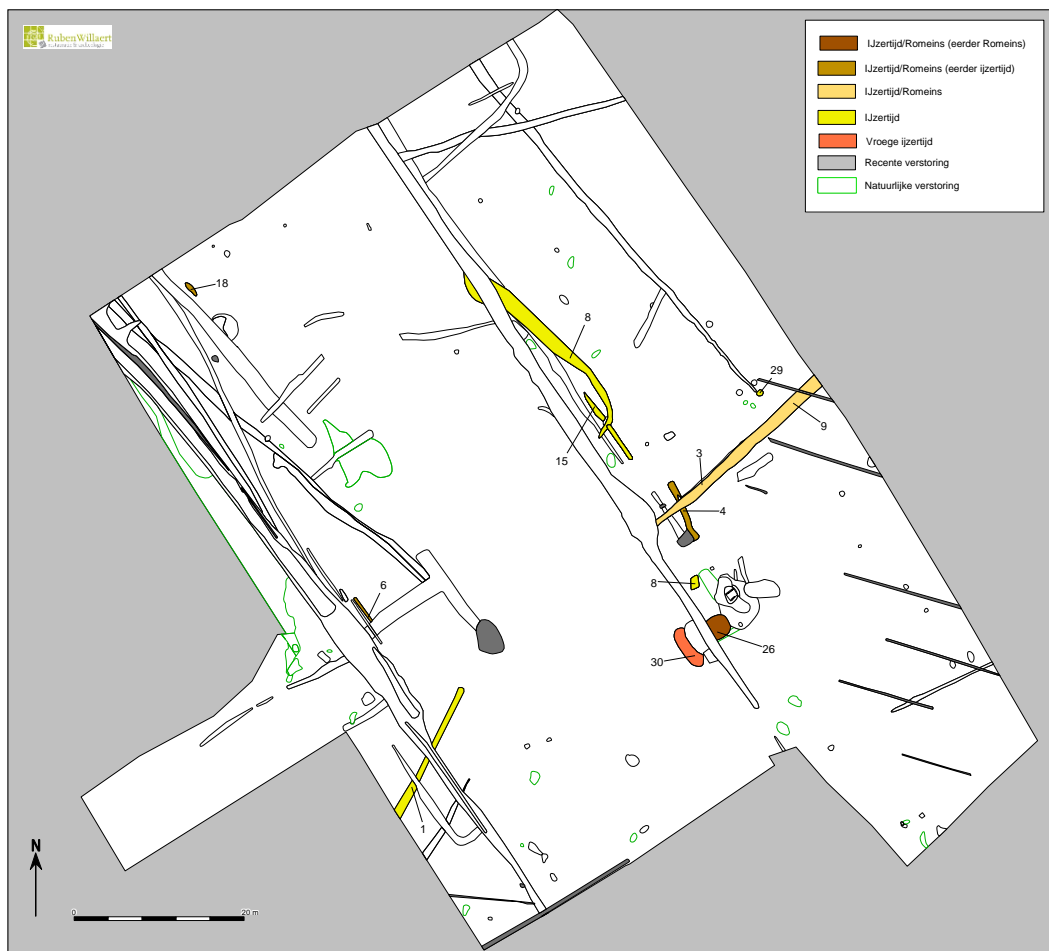 RubenWillaert
IJzertijd/Romeins (eerder Romeins)
IJzertijd/Romeins (eerder ijzertijd)
IJzertijd/Romeins
IJzertijd
Vroege ijzertijd
Recente verstoring
Natuurlijke verstoring
18
8
29
9
15
3
4
8
6
26
30
1
N
0
20 m